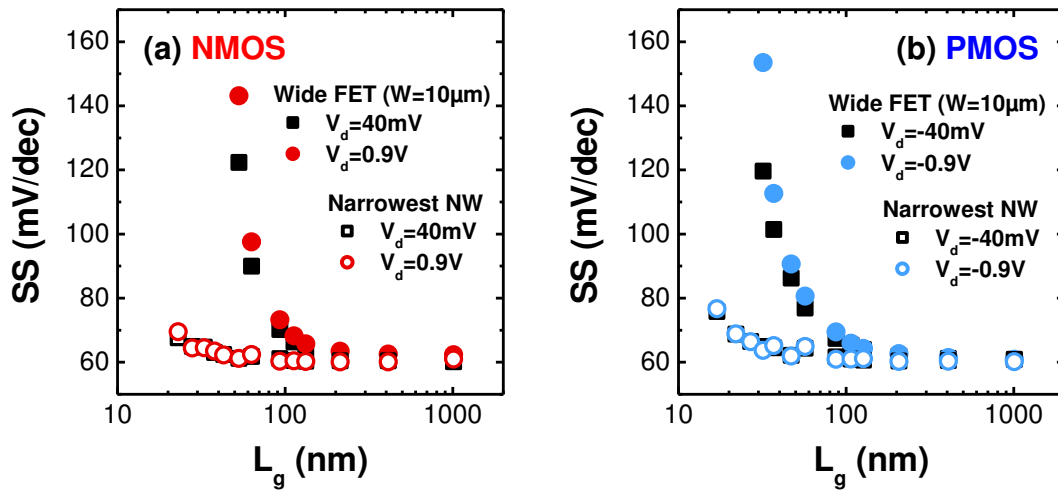 (a) NMOS
Wide FET (W=10μm)
V_d=40mV
V_d=0.9V
Narrowest NW
V_d=40mV
V_d=0.9V
SS (mV/dec)
160
140
120
100
80
60
10
100
1000
L_g (nm)
(b) PMOS
Wide FET (W=10μm)
V_d=-40mV
V_d=-0.9V
Narrowest NW
V_d=-40mV
V_d=-0.9V
SS (mV/dec)
160
140
120
100
80
60
10
100
1000
L_g (nm)